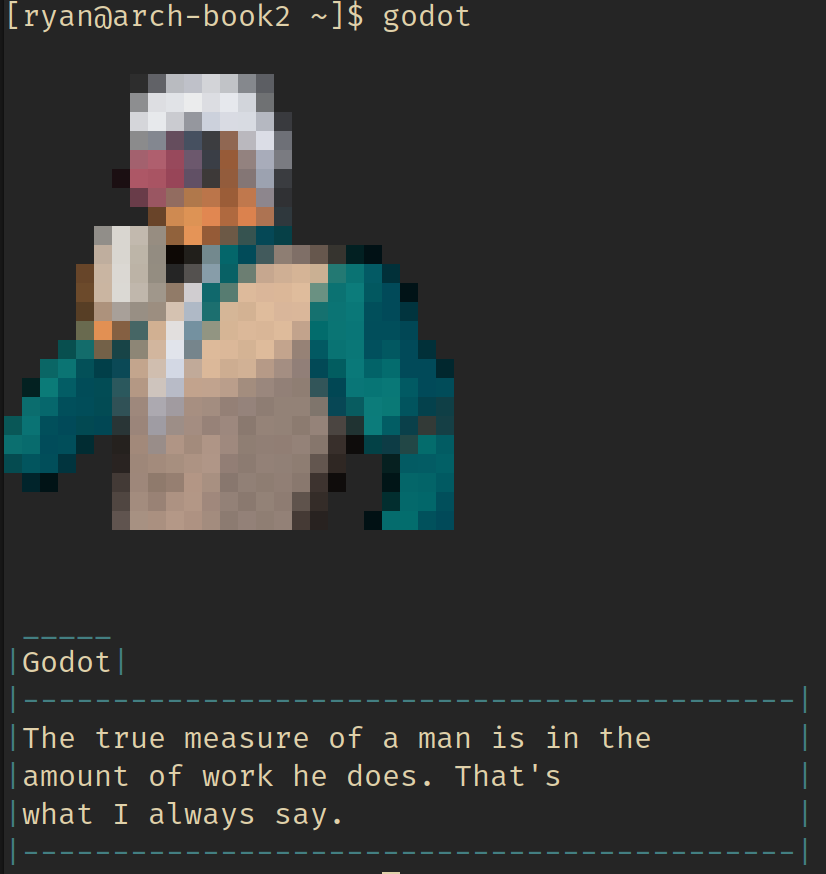 [ryan@arch-book2 ~]$ godot
Godot
The true measure of a man is in the
amount of work he does. That's
what I always say.